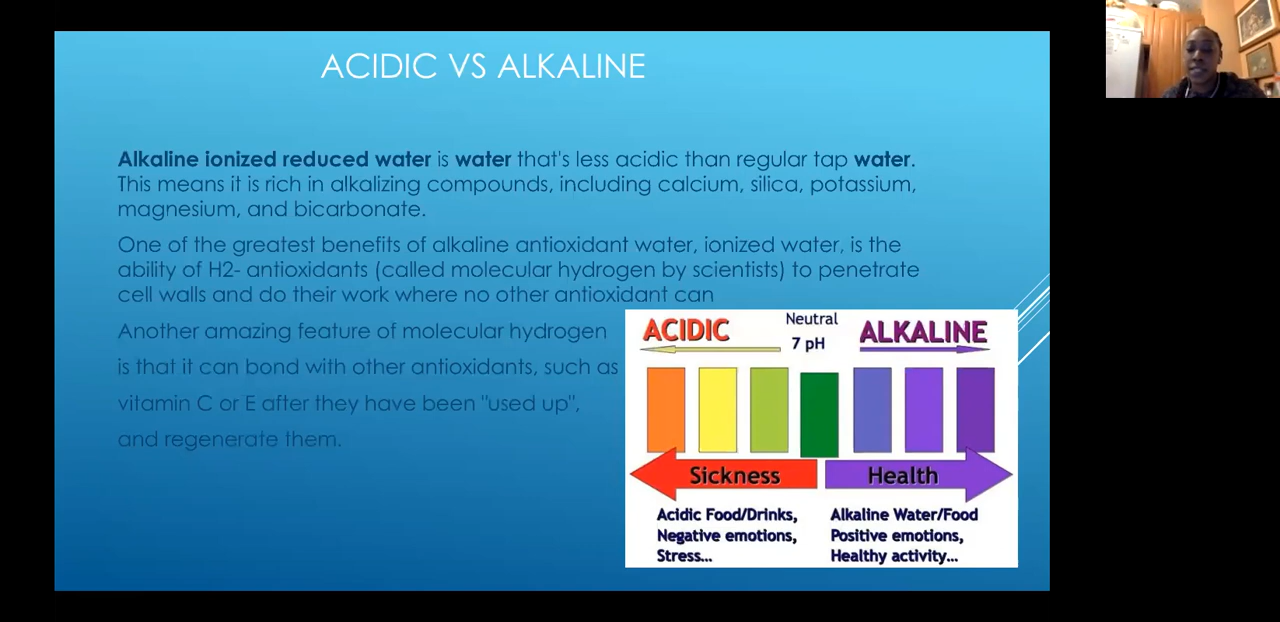 ACIDIC VS ALKALINE
Alkaline ionized reduced water is water that's less acidic than regular tap water.
This means it is rich in alkalizing compounds, including calcium, silica, potassium,
magnesium, and bicarbonate.
One of the greatest benefits of alkaline antioxidant water, ionized water, is the
ability of H2- antioxidants (called molecular hydrogen by scientists) to penetrate
cell walls and do their work where no other antioxidant can
Another amazing feature of molecular hydrogen
is that it can bond with other antioxidants, such as
vitamin C or E after they have been "used up",
and regenerate them.
ACIDIC
Neutral
7 pH
ALKALINE
Sickness
Health
Acidic Food/Drinks,
Negative emotions,
Stress...
Alkaline Water/Food
Positive emotions,
Healthy activity...